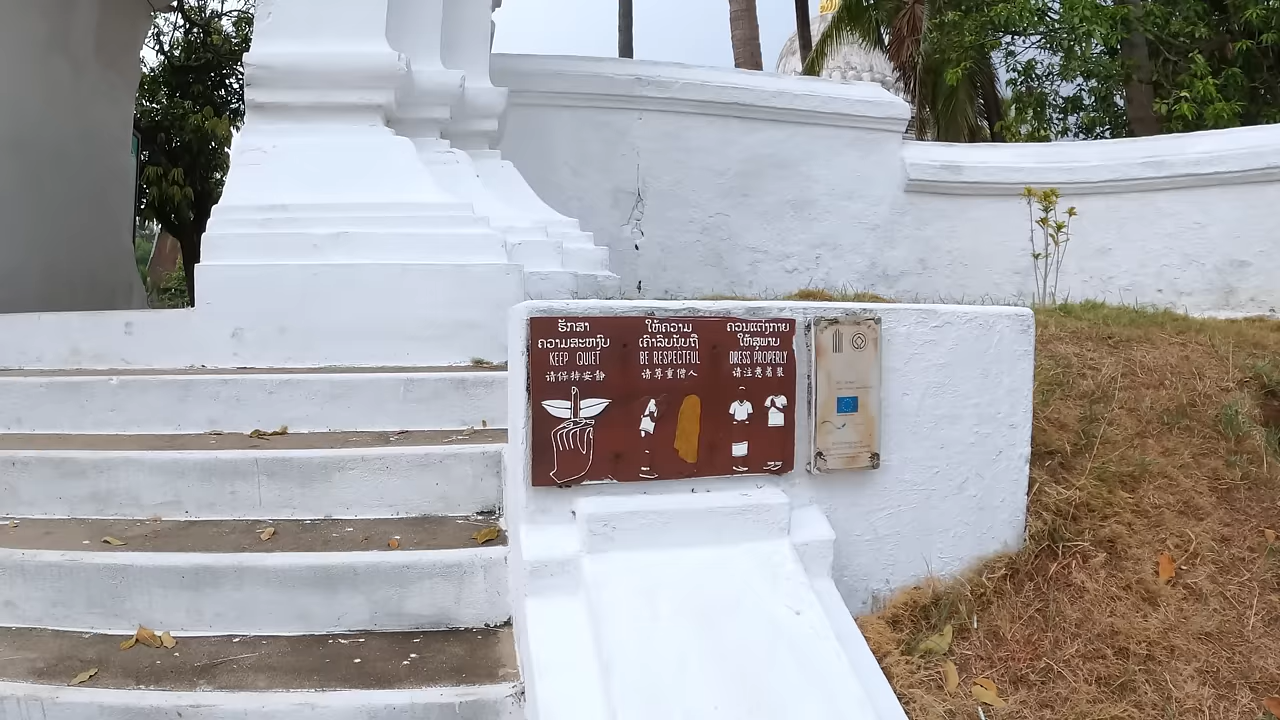 ຮັກສາ
ຄວາມສະຫງົບ
KEEP QUIET
请保持安静
ໃຫ້ຄວາມ
ເຄົາລົບນັບຖື
BE RESPECTFUL
请尊重僧人
ຄວນແຕ່ງກາຍ
ໃຫ້ສຸພາບ
DRESS PROPERLY
请注意着装